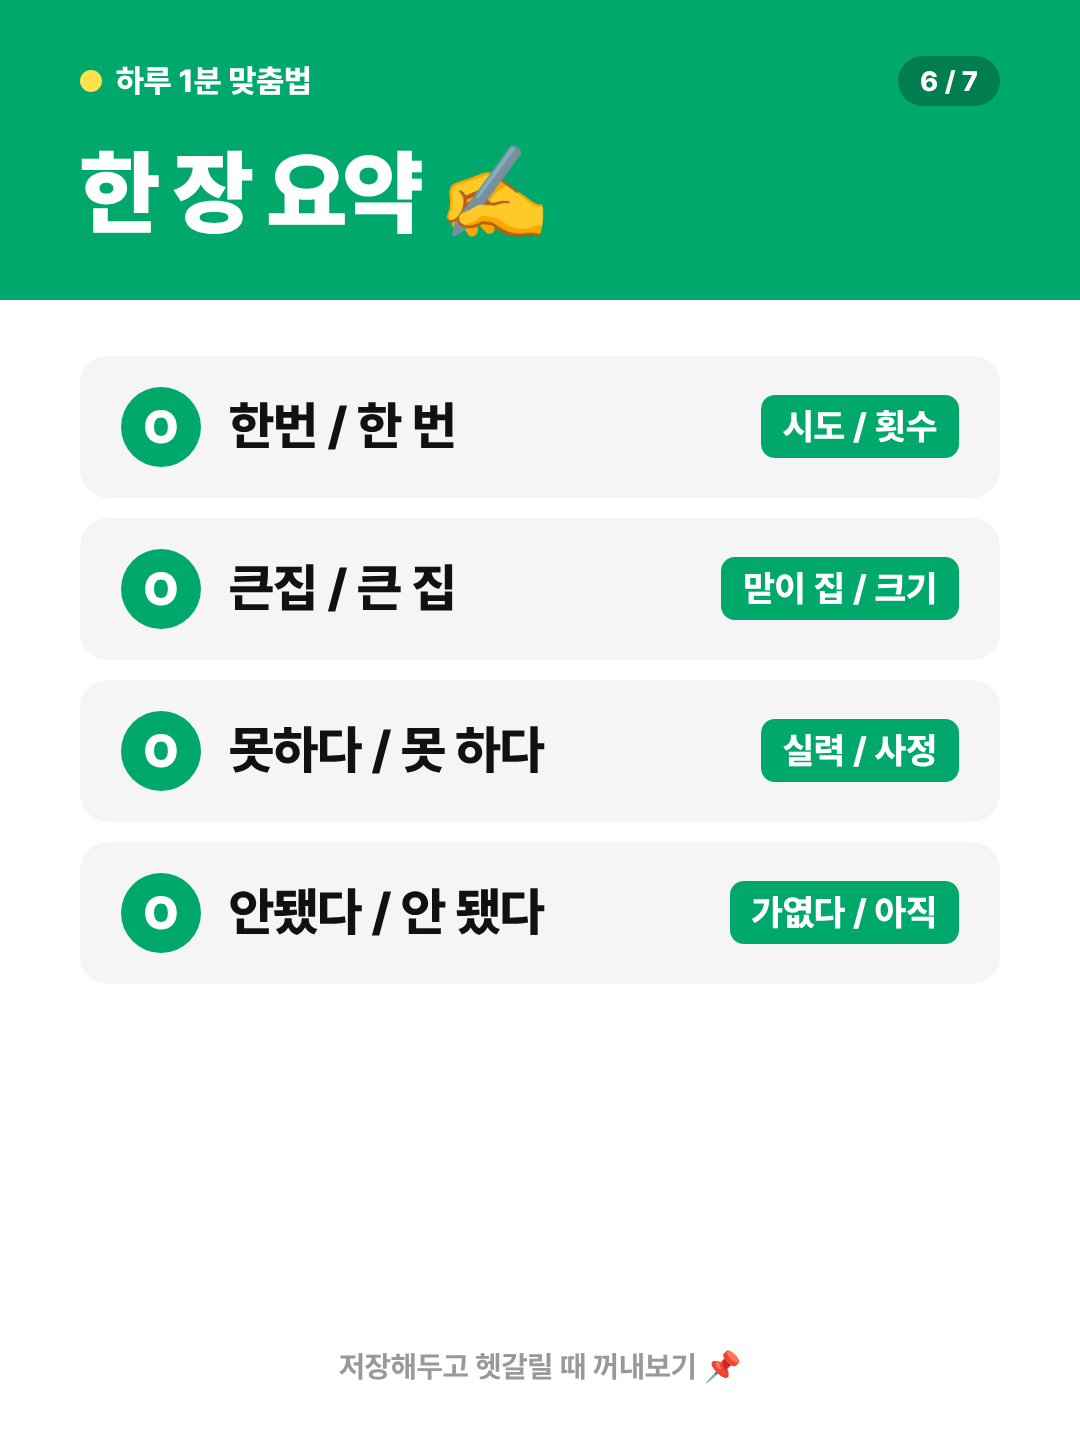 하루 1분 맞춤법
6 / 7
한 장 요약 ✍️
O 한번 / 한 번 시도 / 횟수
O 큰집 / 큰 집 맏이 집 / 크기
O 못하다 / 못 하다 실력 / 사정
O 안됐다 / 안 됐다 가엾다 / 아직
저장해두고 헷갈릴 때 꺼내보기 📌